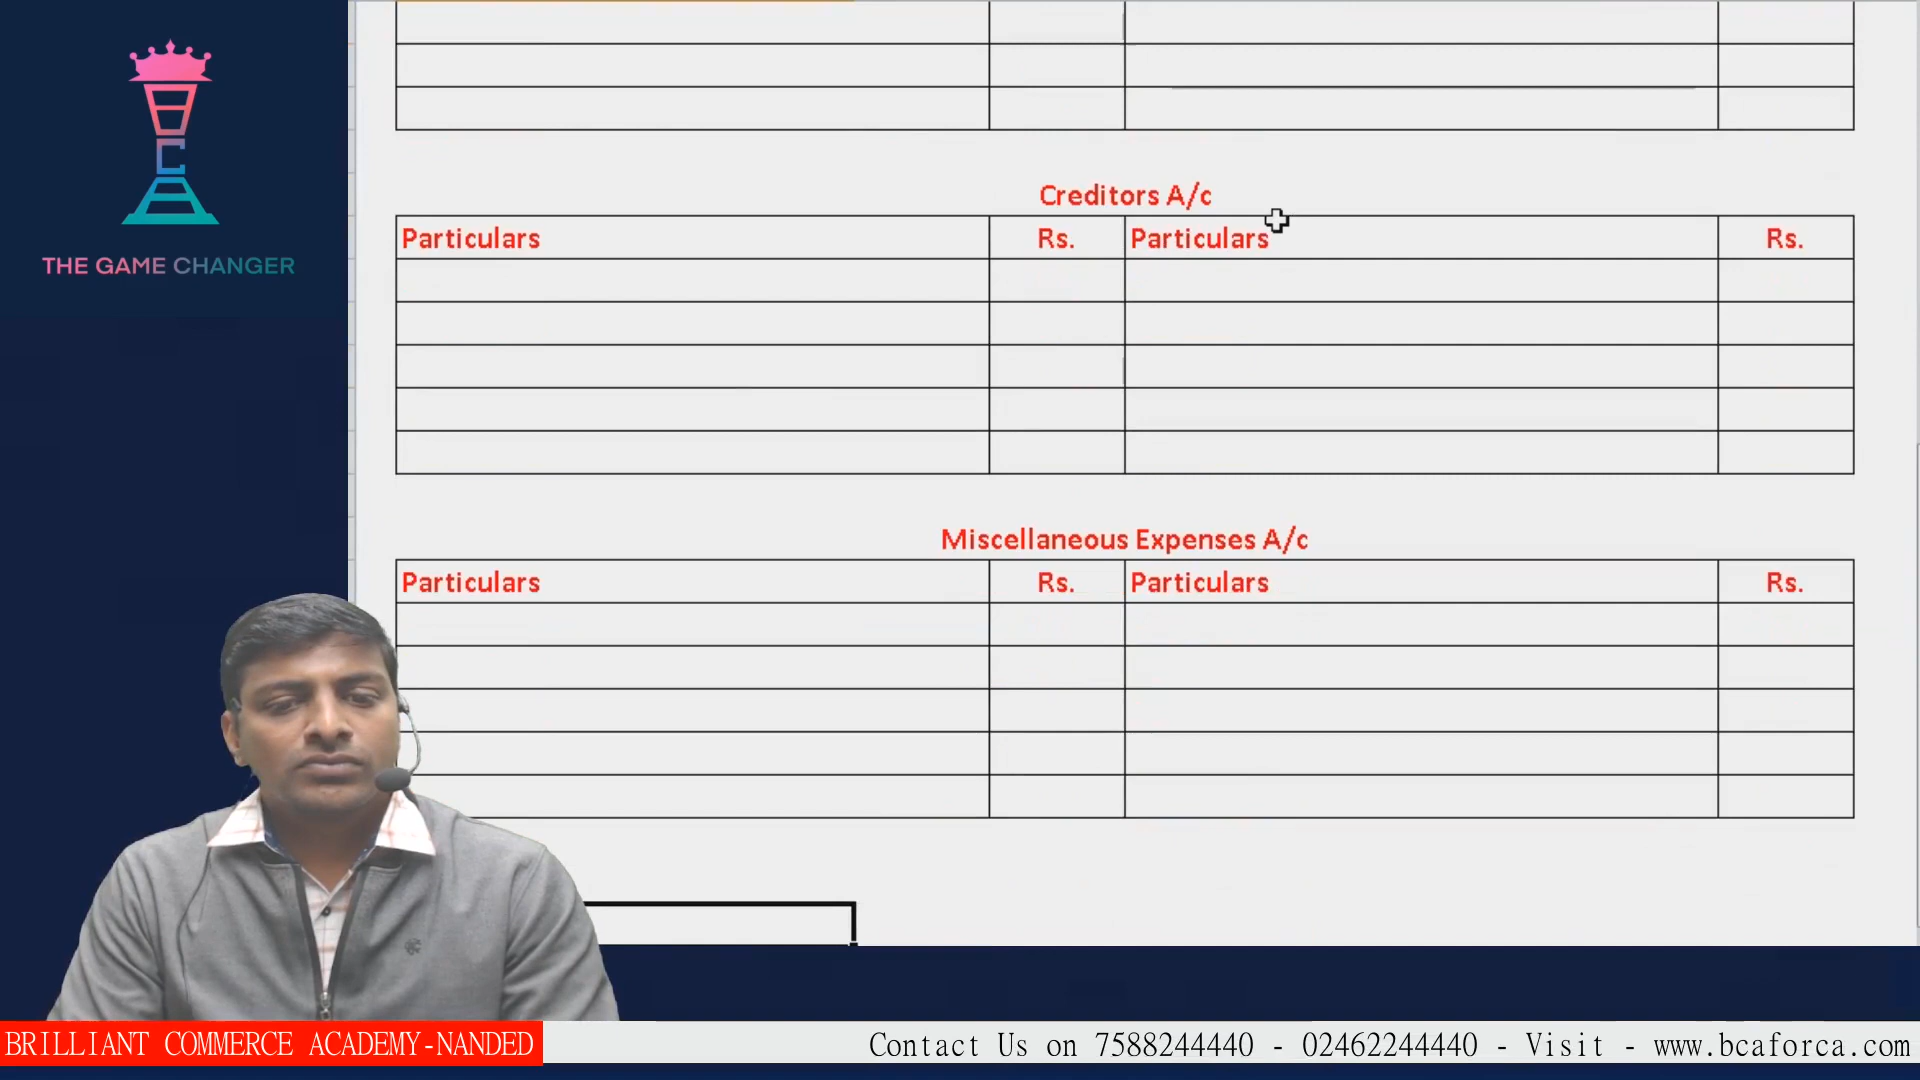 THE GAME CHANGER
Creditors A/c
Particulars Rs. Particulars Rs.
Miscellaneous Expenses A/c
Particulars Rs. Particulars Rs.
BRILLIANT COMMERCE ACADEMY-NANDED
Contact Us on 7588244440 - 02462244440 - Visit - www.bcaforca.com